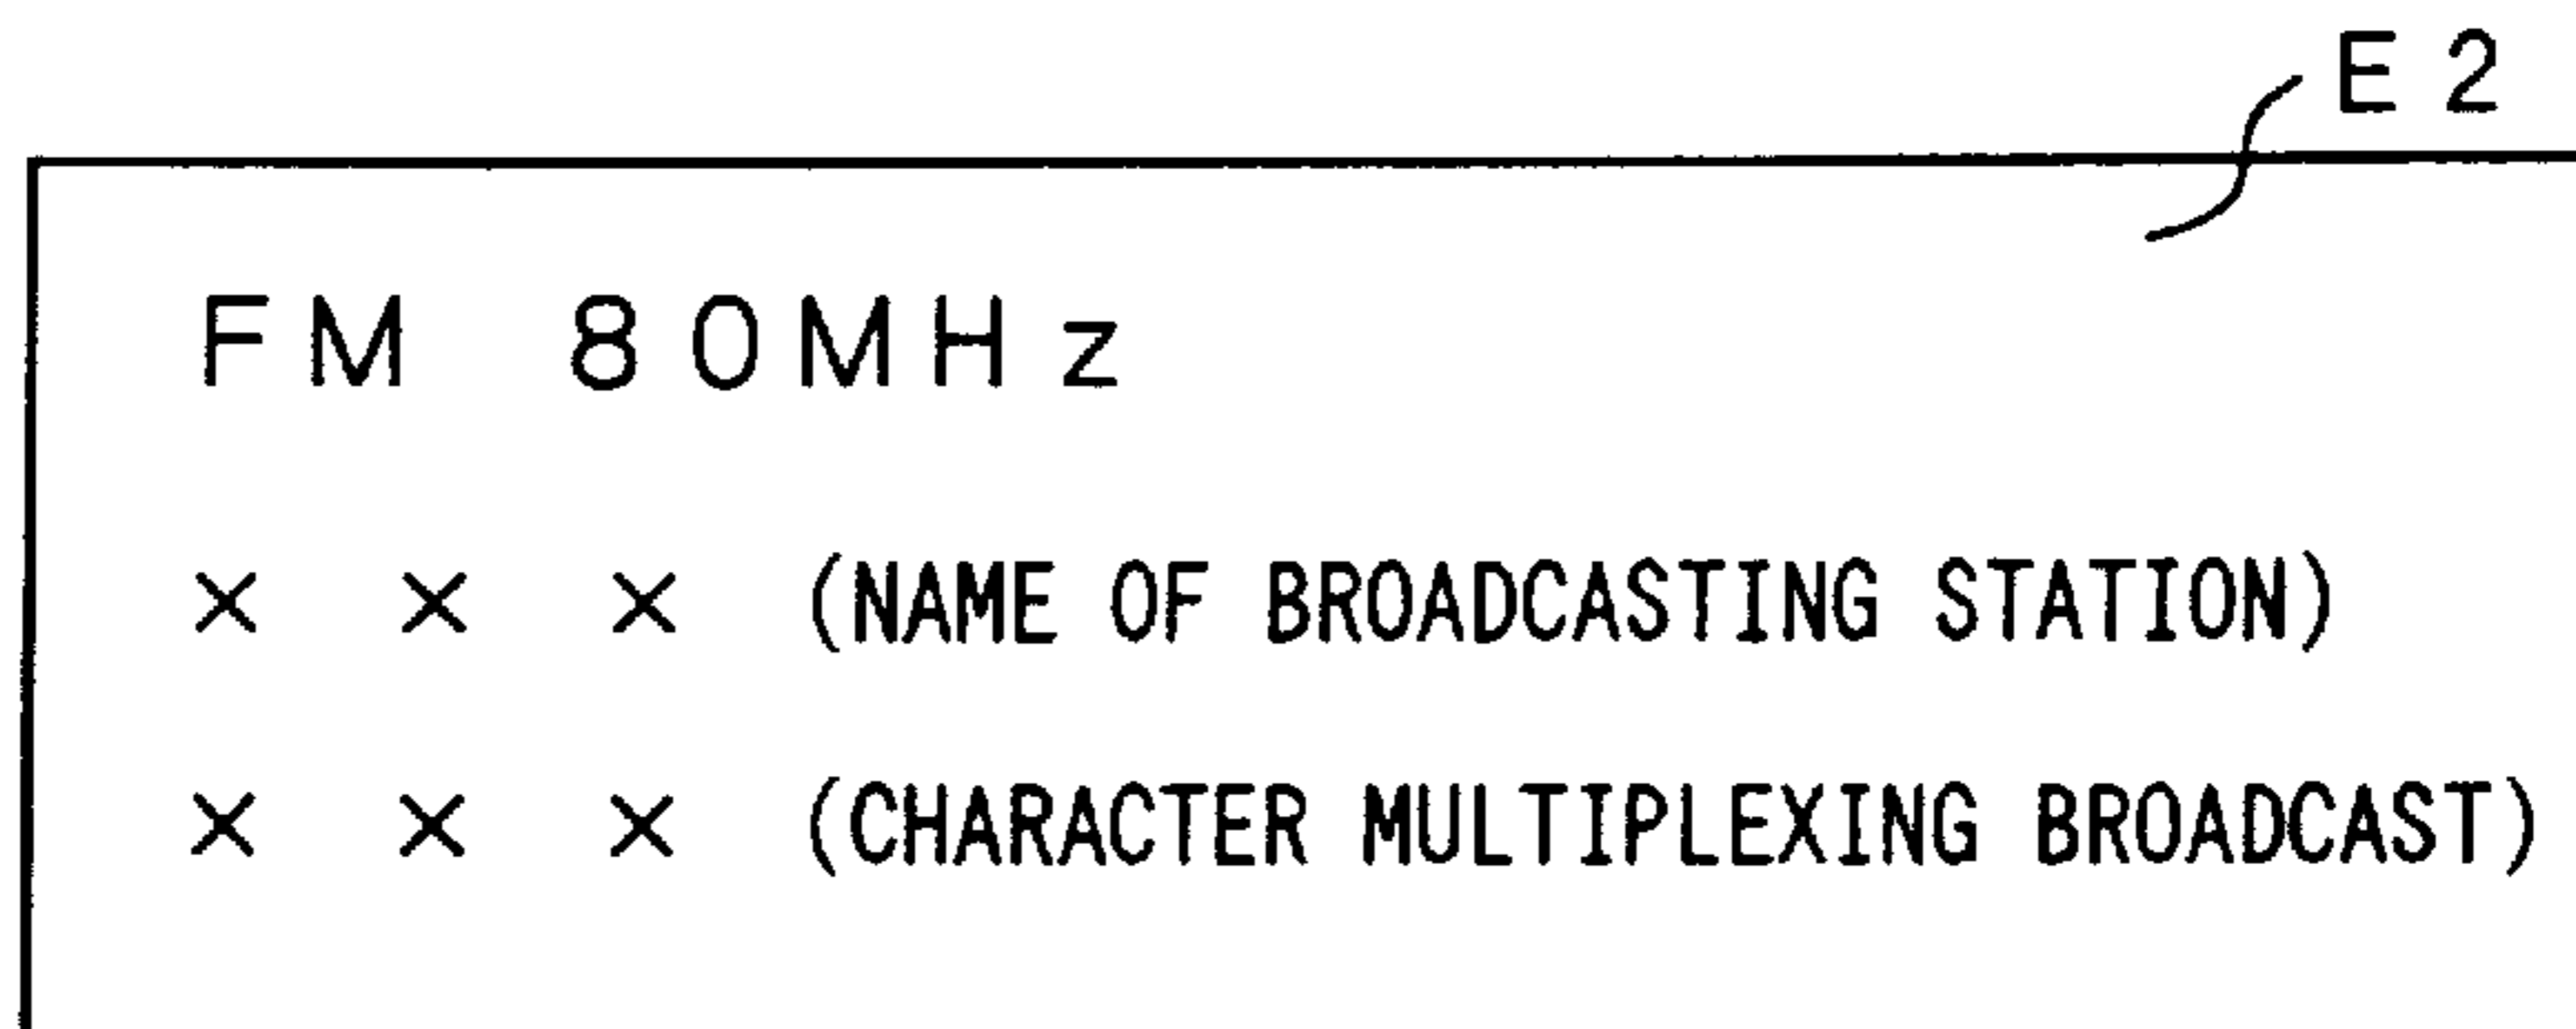 E2
FM 80MHz
× × × (NAME OF BROADCASTING STATION)
× × × (CHARACTER MULTIPLEXING BROADCAST)